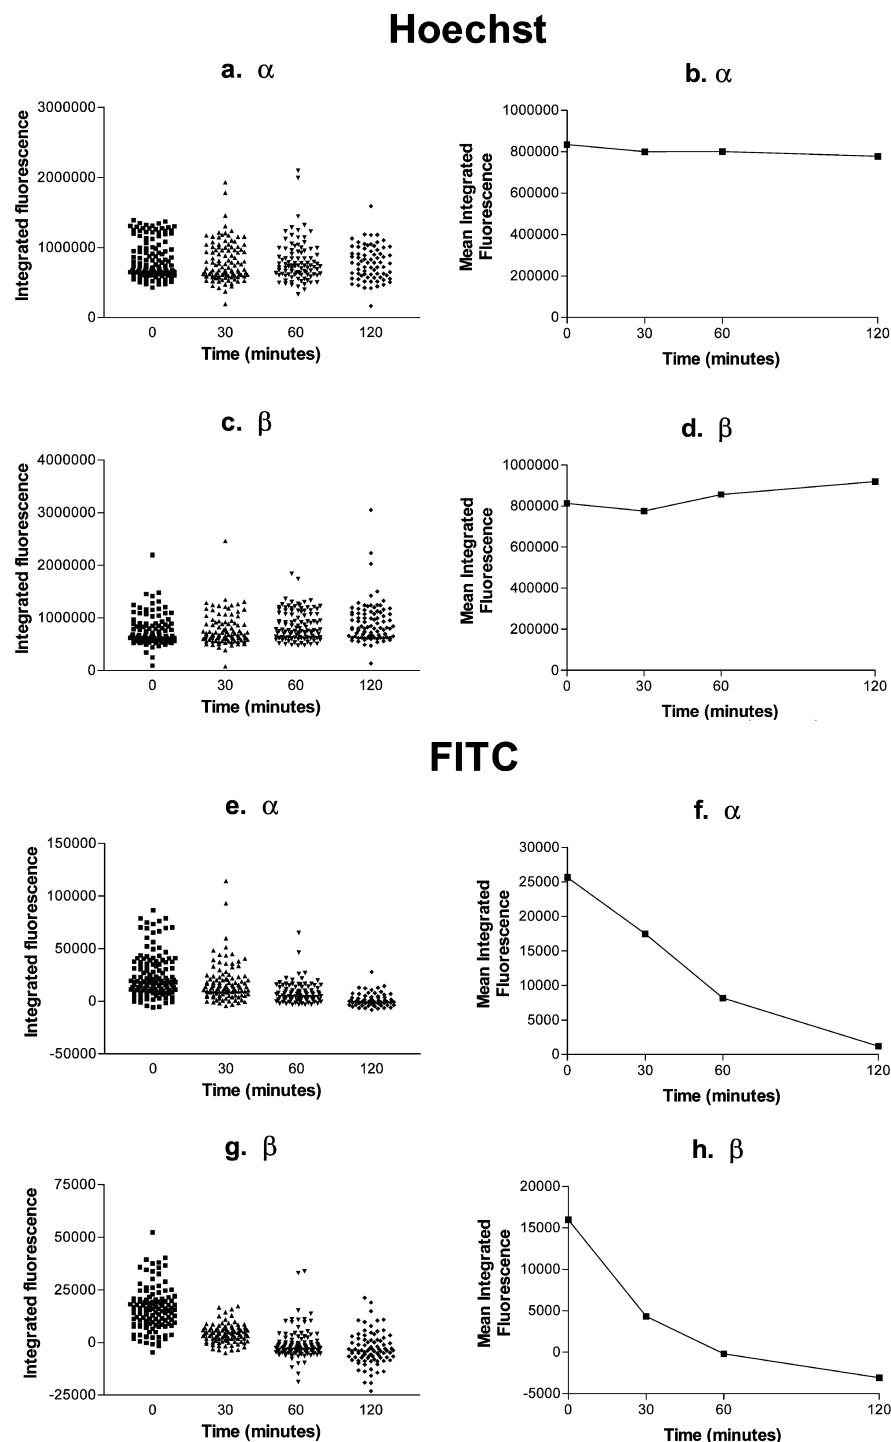 Hoechst
a. α
Integrated fluorescence
3000000
2000000
1000000
0
0 30 60 120
Time (minutes)
b. α
Mean Integrated
Fluorescence
1000000
800000
600000
400000
200000
0
0 30 60 120
Time (minutes)
c. β
Integrated fluorescence
4000000
3000000
2000000
1000000
0
0 30 60 120
Time (minutes)
d. β
Mean Integrated
Fluorescence
1000000
800000
600000
400000
200000
0
0 30 60 120
Time (minutes)
FITC
e. α
Integrated fluorescence
150000
100000
50000
0
-50000
0 30 60 120
Time (minutes)
f. α
Mean Integrated
Fluorescence
30000
25000
20000
15000
10000
5000
0
0 30 60 120
Time (minutes)
g. β
Integrated fluorescence
75000
50000
25000
0
-25000
0 30 60 120
Time (minutes)
h. β
Mean Integrated
Fluorescence
20000
15000
10000
5000
0
-5000
0 30 60 120
Time (minutes)